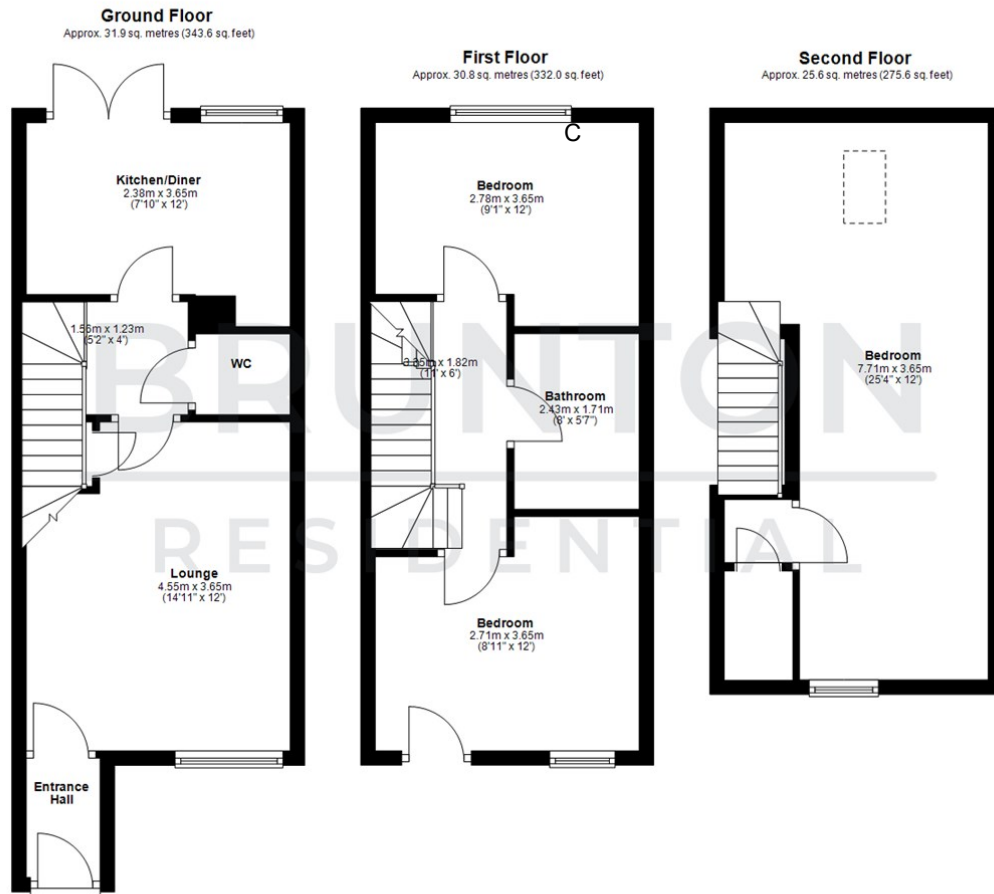 Ground Floor
Approx. 31.9 sq. metres (343.6 sq. feet)
Kitchen/Diner
2.38m x 3.65m
(7'10" x 12')
1.56m x 1.23m
(5'2" x 4')
WC
Lounge
4.55m x 3.65m
(14'11" x 12')
Entrance
Hall
First Floor
Approx. 30.8 sq. metres (332.0 sq. feet)
C
Bedroom
2.78m x 3.65m
(9'1" x 12')
3.35m x 1.82m
(11' x 6')
Bathroom
2.43m x 1.71m
(8' x 5'7")
Bedroom
2.71m x 3.65m
(8'11" x 12')
Second Floor
Approx. 25.6 sq. metres (275.6 sq. feet)
Bedroom
7.71m x 3.65m
(25'4" x 12')
BRUNTON
RESIDENTIAL